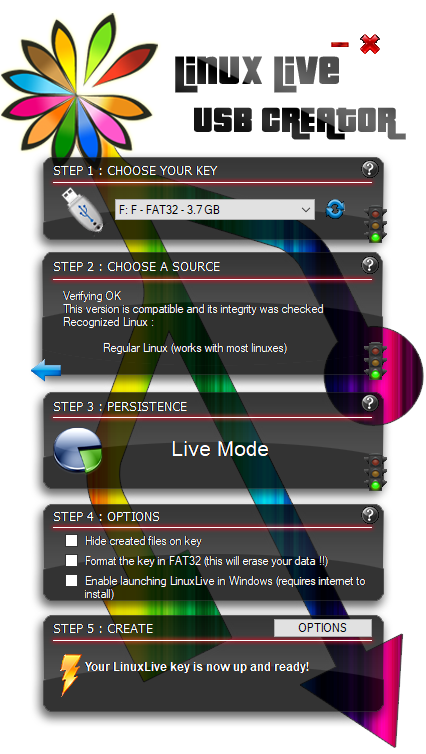 Linux Live
USB Creator
STEP 1 : CHOOSE YOUR KEY
?
F: F - FAT32 - 3.7 GB
STEP 2 : CHOOSE A SOURCE
?
Verifying OK
This version is compatible and its integrity was checked
Recognized Linux :
Regular Linux (works with most linuxes)
STEP 3 : PERSISTENCE
?
Live Mode
STEP 4 : OPTIONS
?
Hide created files on key
Format the key in FAT32 (this will erase your data !!)
Enable launching LinuxLive in Windows (requires internet to
install)
STEP 5 : CREATE
OPTIONS
Your LinuxLive key is now up and ready!